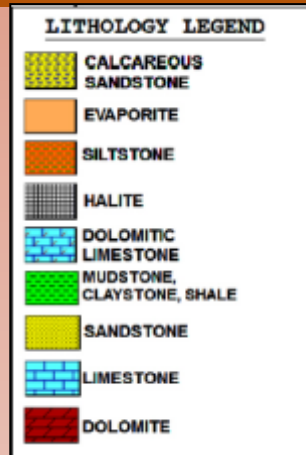 LITHOLOGY LEGEND
CALCAREOUS
SANDSTONE
EVAPORITE
SILTSTONE
HALITE
DOLOMITIC
LIMESTONE
MUDSTONE,
CLAYSTONE, SHALE
SANDSTONE
LIMESTONE
DOLOMITE